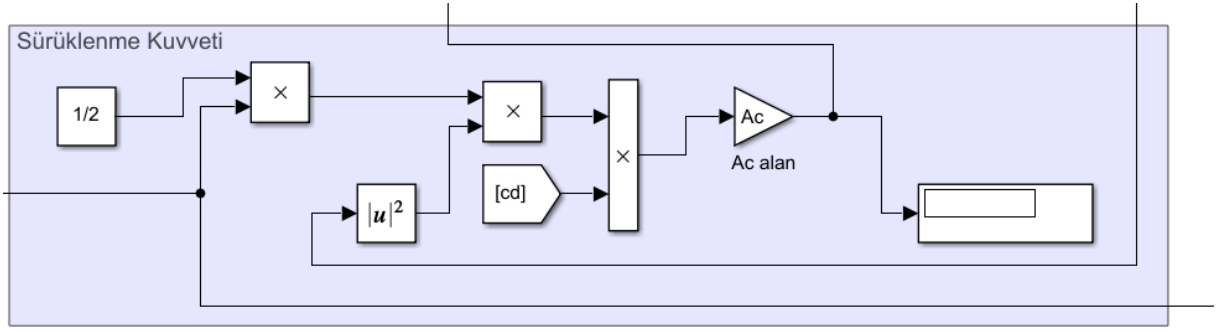 Sürüklenme Kuvveti
1/2
×
×
×
|u|²
[cd]
Ac
Ac alan